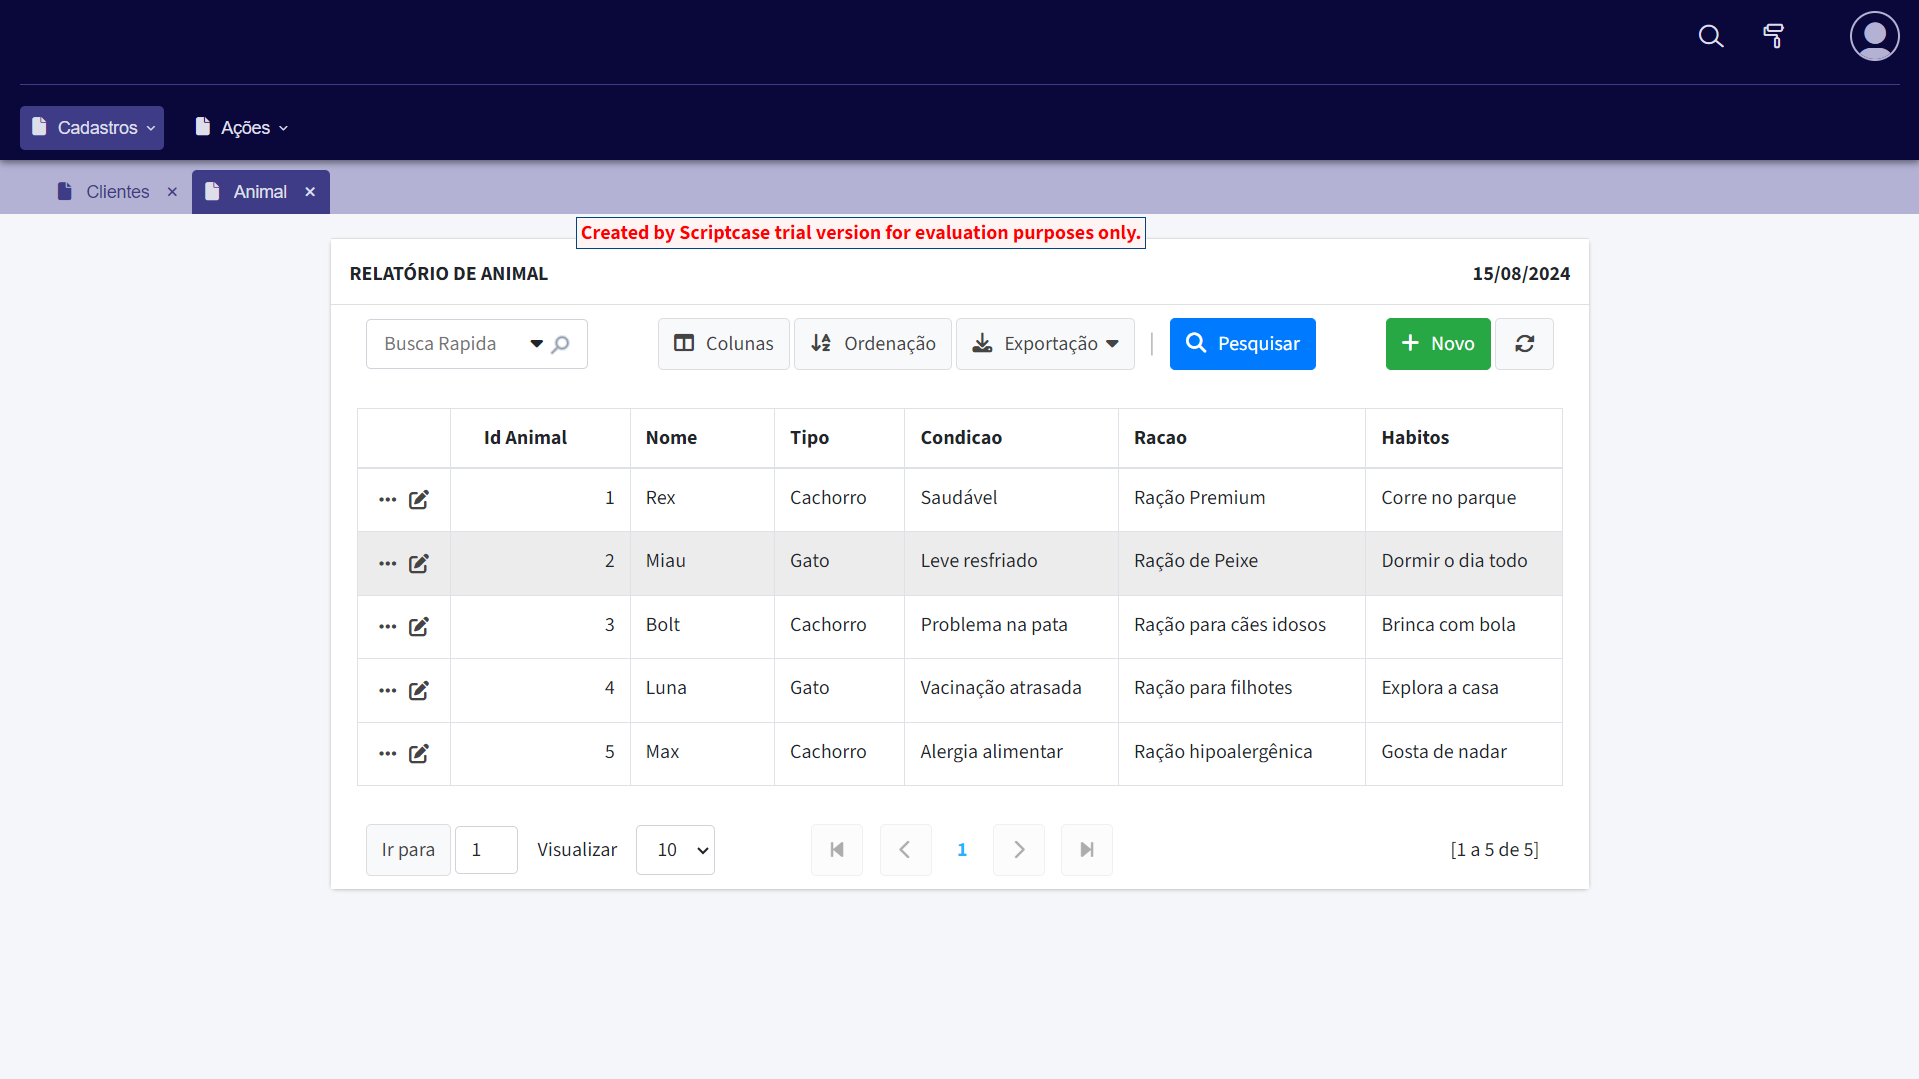 Cadastros
Ações
Clientes ×
Animal ×
Created by Scriptcase trial version for evaluation purposes only.
RELATÓRIO DE ANIMAL 15/08/2024
Busca Rapida Colunas Ordenação Exportação | Pesquisar + Novo
Id Animal Nome Tipo Condicao Racao Habitos
1 Rex Cachorro Saudável Ração Premium Corre no parque
2 Miau Gato Leve resfriado Ração de Peixe Dormir o dia todo
3 Bolt Cachorro Problema na pata Ração para cães idosos Brinca com bola
4 Luna Gato Vacinação atrasada Ração para filhotes Explora a casa
5 Max Cachorro Alergia alimentar Ração hipoalergênica Gosta de nadar
Ir para 1 Visualizar 10 1 [1 a 5 de 5]